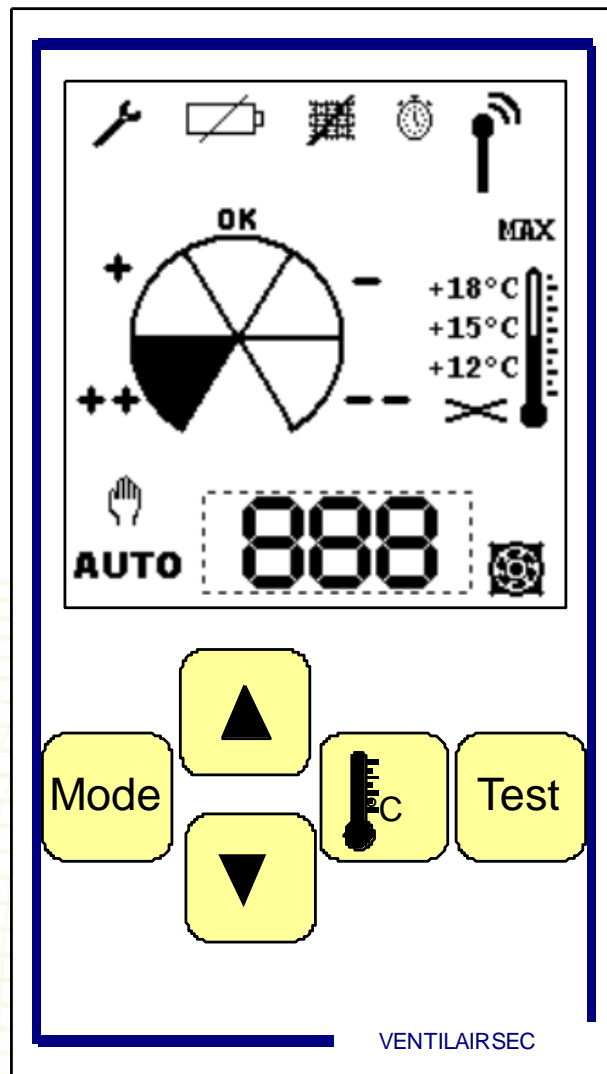 OK
MAX
+
-
+18°C
+15°C
+12°C
++
--
AUTO
888
Mode
C
Test
VENTILAIRSEC